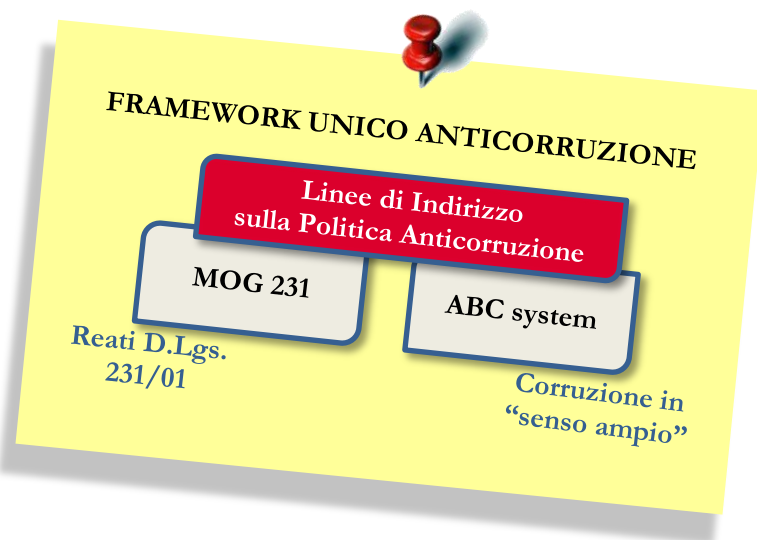 FRAMEWORK UNICO ANTICORRUZIONE
Linee di Indirizzo
sulla Politica Anticorruzione
MOG 231
ABC system
Reati D.Lgs.
231/01
Corruzione in
“senso ampio”